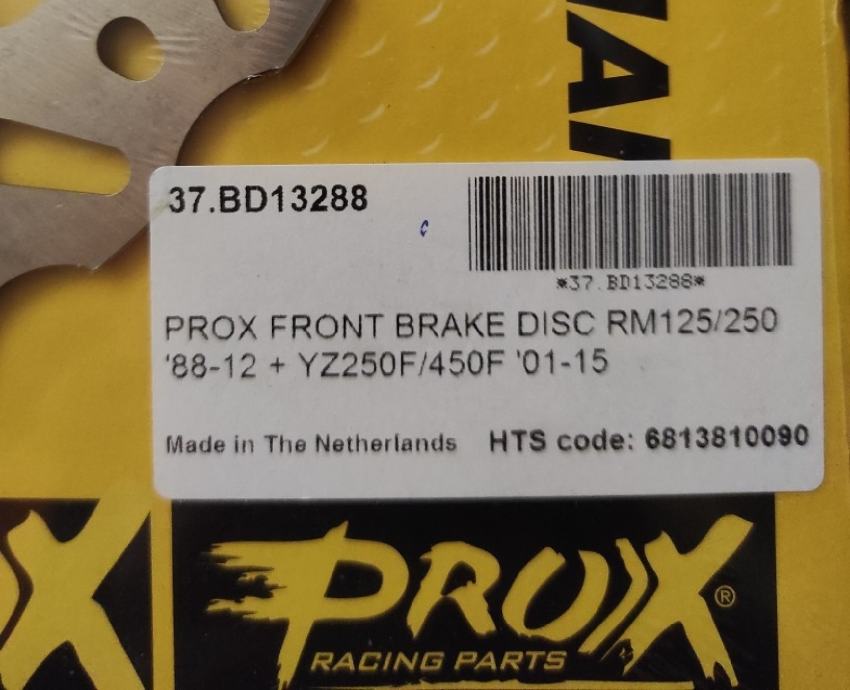 37.BD13288
*37.BD13288*
PROX FRONT BRAKE DISC RM125/250
'88-12 + YZ250F/450F '01-15
Made in The Netherlands HTS code: 6813810090
PROX®
RACING PARTS